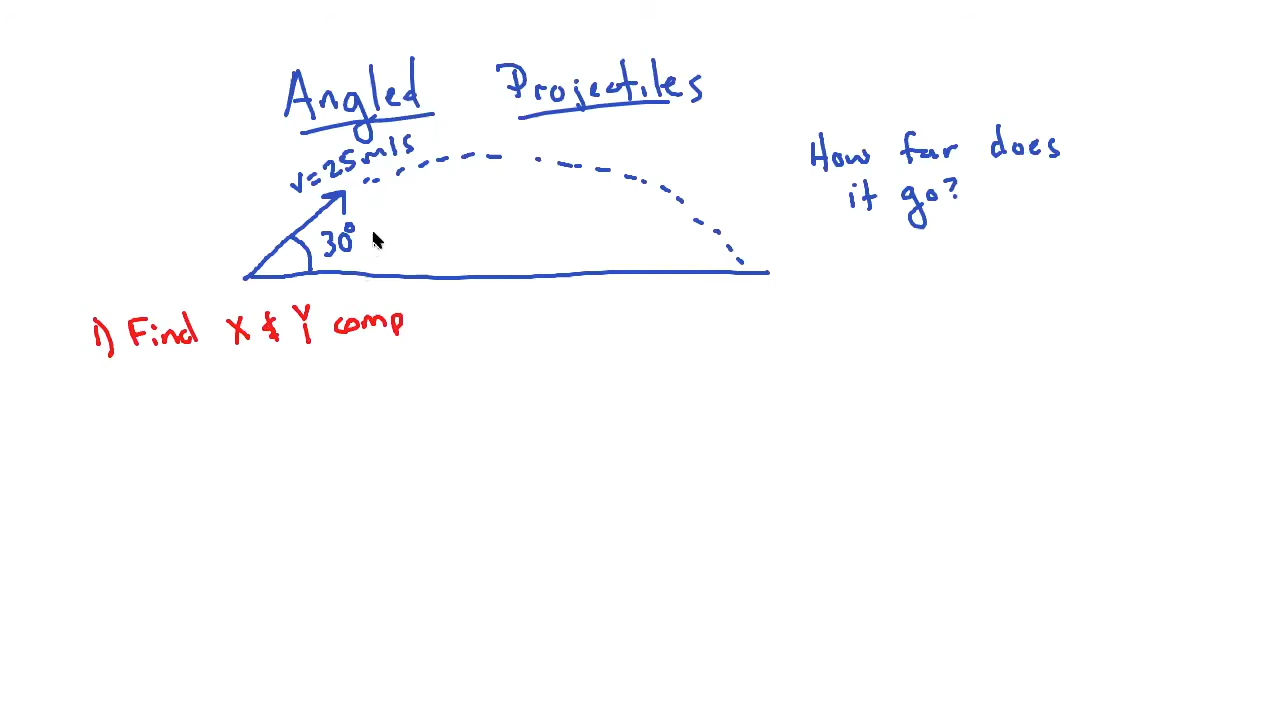 Angled Projectiles
v=25m/s
How far does
it go?
30°
1) Find X & Y comp